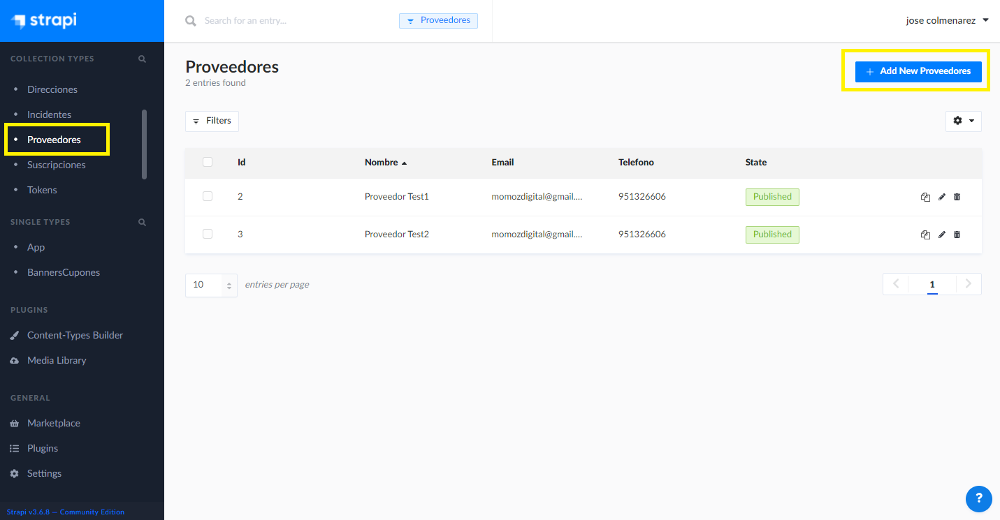 strapi
Search for an entry...
Proveedores
jose colmenarez
COLLECTION TYPES
Direcciones
Incidentes
Proveedores
Suscripciones
Tokens
SINGLE TYPES
App
BannersCupones
PLUGINS
Content-Types Builder
Media Library
GENERAL
Marketplace
Plugins
Settings
Strapi v3.6.8 — Community Edition
Proveedores
2 entries found
+ Add New Proveedores
Filters
Id Nombre Email Telefono State
2 Proveedor Test1 momozdigital@gmail.... 951326606 Published
3 Proveedor Test2 momozdigital@gmail.... 951326606 Published
10 entries per page
1
?